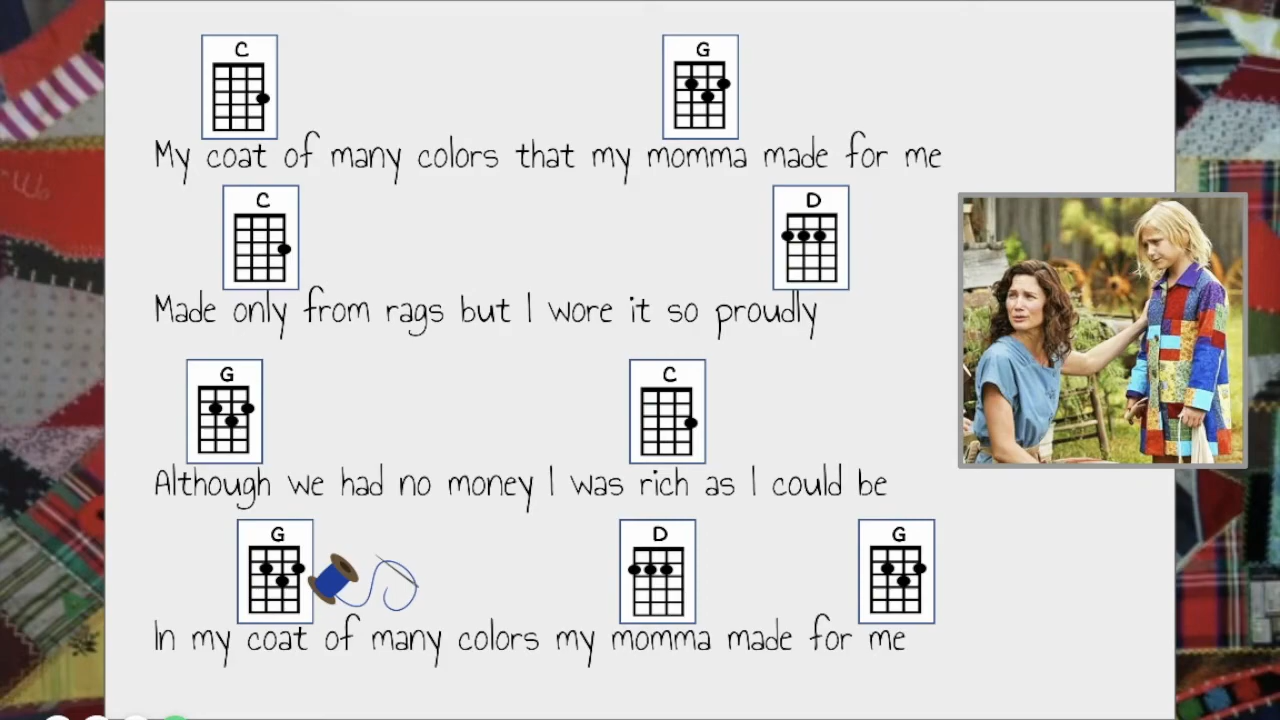 C G
My coat of many colors that my momma made for me
C D
Made only from rags but I wore it so proudly
G C
Although we had no money I was rich as I could be
G D G
In my coat of many colors my momma made for me